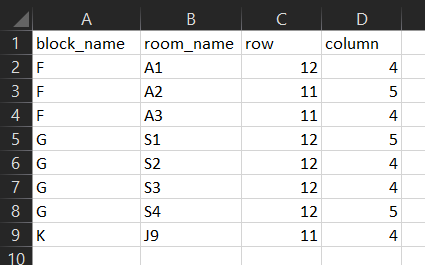 A B C D
1 block_name room_name row column
2 F A1 12 4
3 F A2 11 5
4 F A3 11 4
5 G S1 12 5
6 G S2 12 4
7 G S3 12 4
8 G S4 12 5
9 K J9 11 4
10